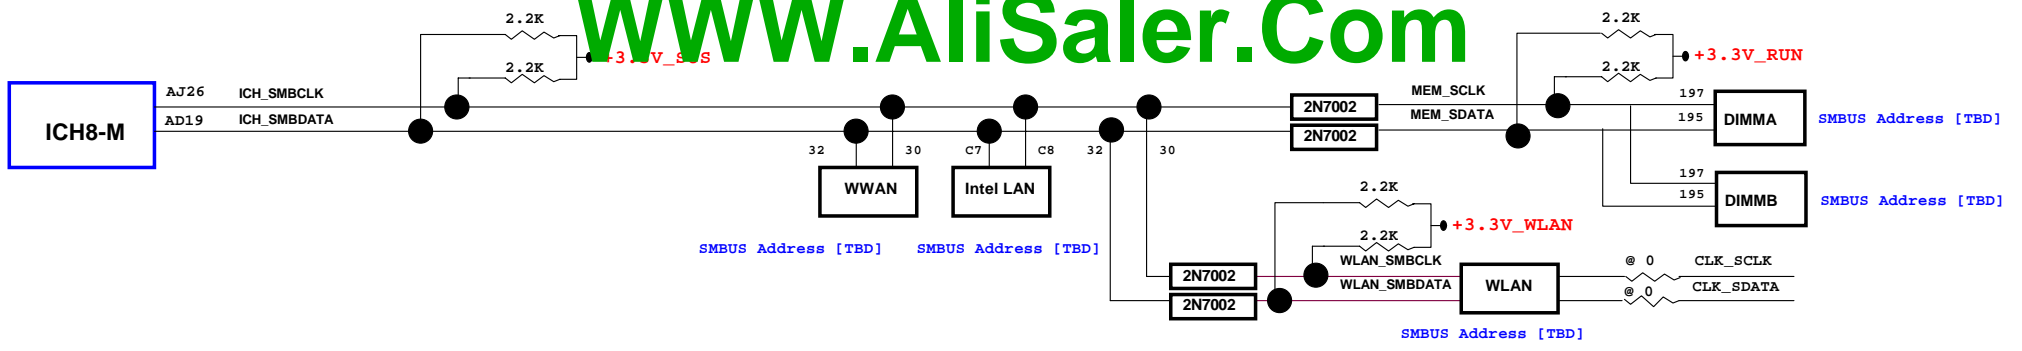 WWW.AliSaler.Com
2.2K
2.2K
+3.3V_SUS
2.2K
2.2K
+3.3V_RUN
ICH8-M
AJ26 ICH_SMBCLK
AD19 ICH_SMBDATA
2N7002
2N7002
MEM_SCLK
MEM_SDATA
197
195
DIMMA
SMBUS Address [TBD]
32 30 C7 C8 32 30
WWAN
Intel LAN
SMBUS Address [TBD] SMBUS Address [TBD]
197
195
DIMMB
SMBUS Address [TBD]
2.2K
2.2K
+3.3V_WLAN
2N7002
2N7002
WLAN_SMBCLK
WLAN_SMBDATA
WLAN
SMBUS Address [TBD]
@ 0 CLK_SCLK
@ 0 CLK_SDATA